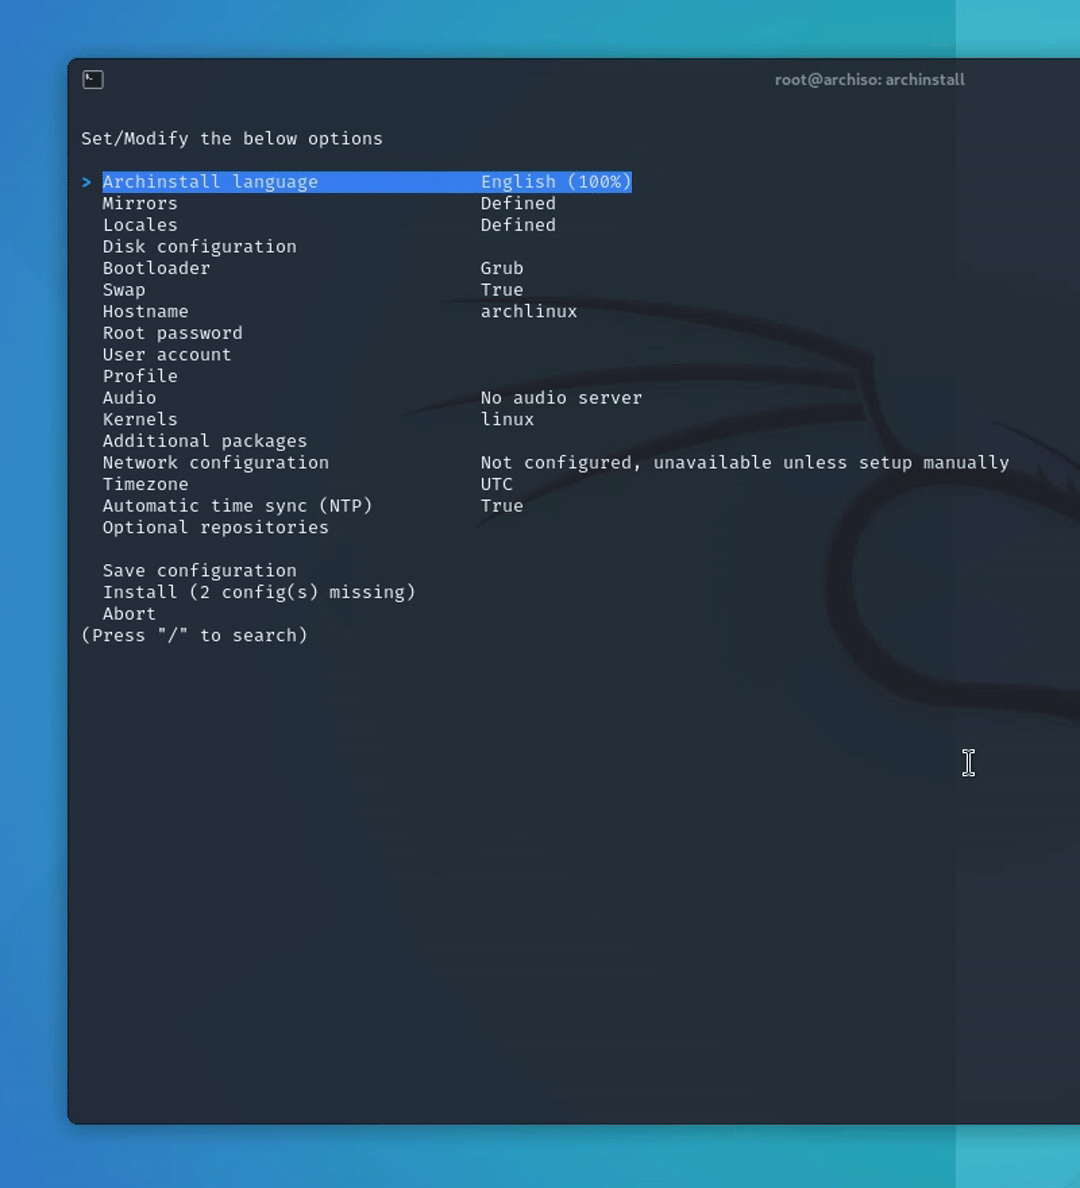 root@archiso: archinstall
Set/Modify the below options
> Archinstall language English (100%)
Mirrors Defined
Locales Defined
Disk configuration
Bootloader Grub
Swap True
Hostname archlinux
Root password
User account
Profile
Audio No audio server
Kernels linux
Additional packages
Network configuration Not configured, unavailable unless setup manually
Timezone UTC
Automatic time sync (NTP) True
Optional repositories
Save configuration
Install (2 config(s) missing)
Abort
(Press "/" to search)